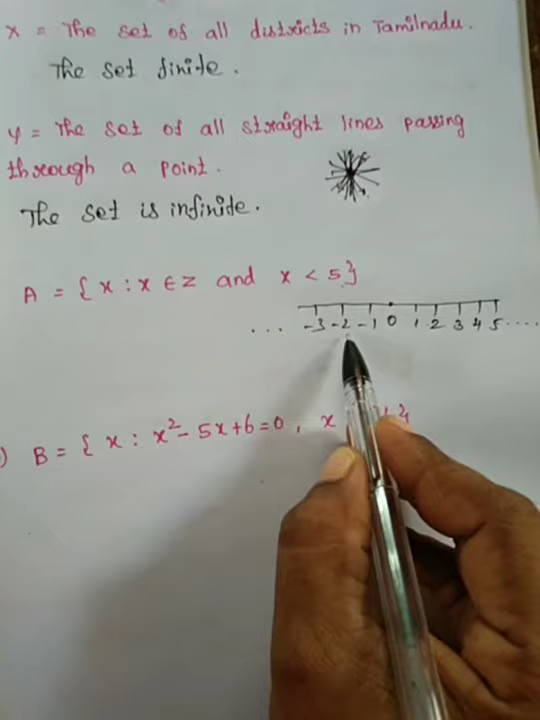 X = The set of all districts in Tamilnadu.
The set finite.
Y = The set of all straight lines passing
through a point.
The set is infinite.
A = { x : x ∈ Z and x < 5}
... -3 -2 -1 0 1 2 3 4 5 ....
) B = { x : x² - 5x + 6 = 0 , x